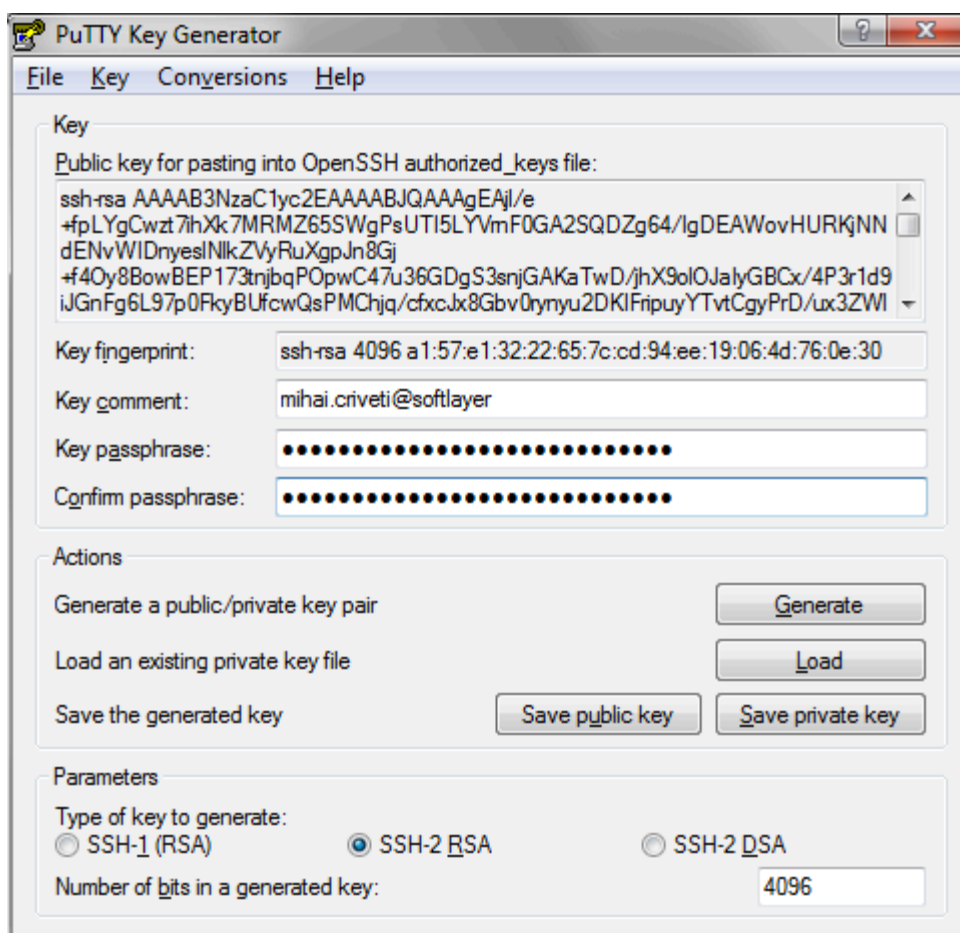 PuTTY Key Generator
File Key Conversions Help
Key
Public key for pasting into OpenSSH authorized_keys file:
ssh-rsa AAAAB3NzaC1yc2EAAAABJQAAAgEAjl/e
+fpLYgCwzt7ihXk7MRMZ65SWgPsUTI5LYVmF0GA2SQDZg64/lgDEAWovHURKjNN
dENvWIDnyeslNlkZVyRuXgpJn8Gj
+f4Oy8BowBEP173tnjbqPOpwC47u36GDgS3snjGAKaTwD/jhX9olOJalyGBCx/4P3r1d9
iJGnFg6L97p0FkyBUfcwQsPMChjq/cfxcJx8Gbv0rynyu2DKIFripuyYTvtCgyPrD/ux3ZWl
Key fingerprint: ssh-rsa 4096 a1:57:e1:32:22:65:7c:cd:94:ee:19:06:4d:76:0e:30
Key comment: mihai.criveti@softlayer
Key passphrase:
Confirm passphrase:
Actions
Generate a public/private key pair Generate
Load an existing private key file Load
Save the generated key Save public key Save private key
Parameters
Type of key to generate:
SSH-1 (RSA) SSH-2 RSA SSH-2 DSA
Number of bits in a generated key: 4096